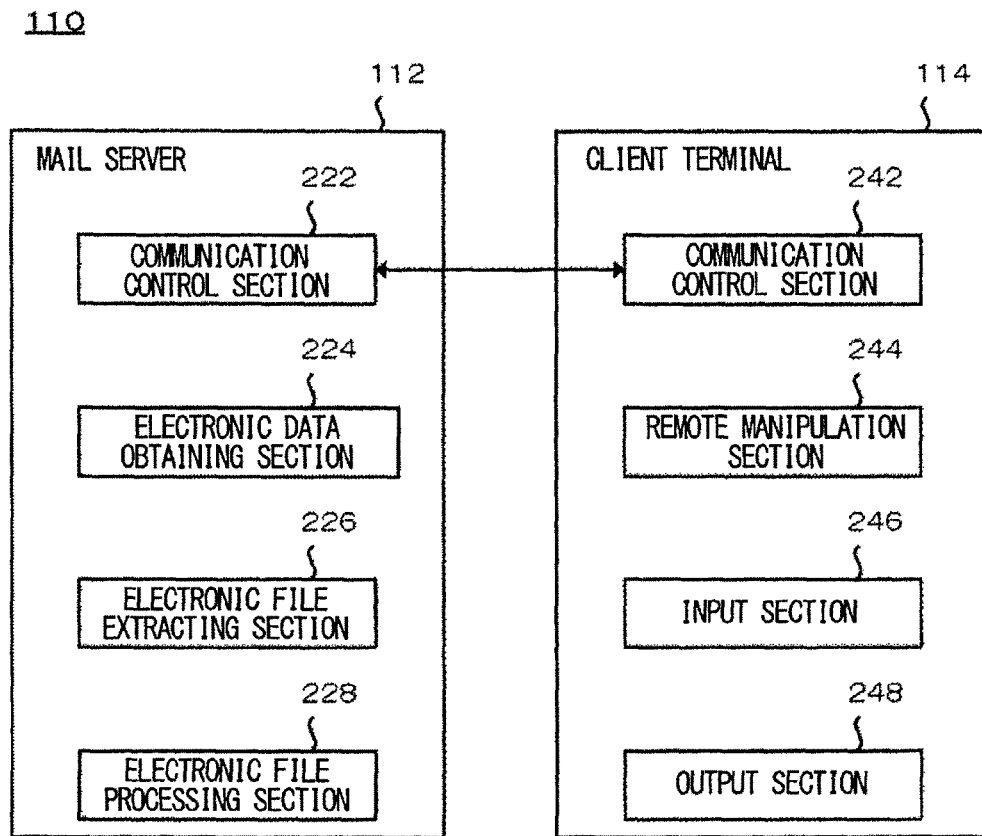 110
112
MAIL SERVER
222
COMMUNICATION
CONTROL SECTION
224
ELECTRONIC DATA
OBTAINING SECTION
226
ELECTRONIC FILE
EXTRACTING SECTION
228
ELECTRONIC FILE
PROCESSING SECTION
114
CLIENT TERMINAL
242
COMMUNICATION
CONTROL SECTION
244
REMOTE MANIPULATION
SECTION
246
INPUT SECTION
248
OUTPUT SECTION